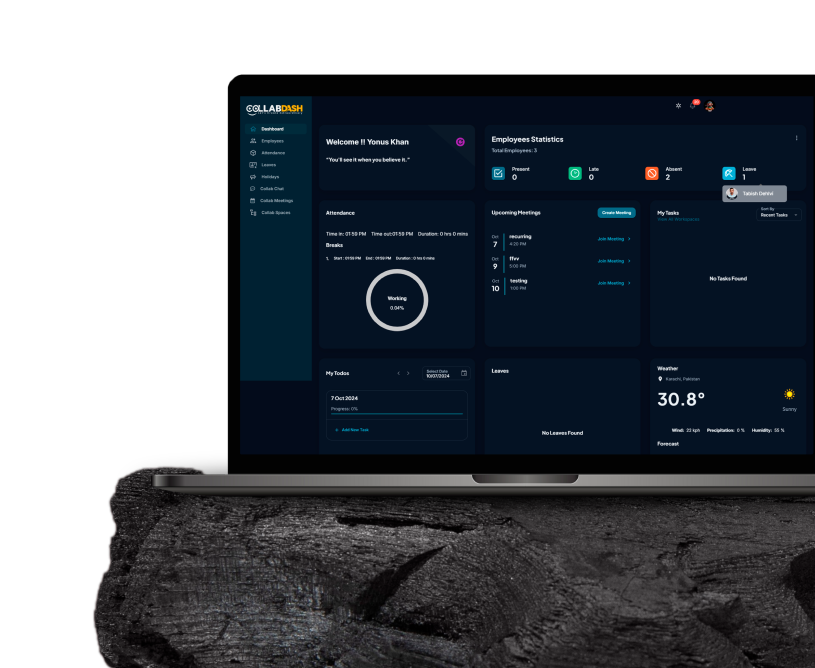 COLLABDASH
Dashboard
Employees
Attendance
Leaves
Holidays
Collab Chat
Collab Meetings
Collab Spaces
Welcome !! Yonus Khan
"You'll see it when you believe it."
Employees Statistics
Total Employees: 3
Present
0
Late
0
Absent
2
Leave
1
Tabish Dehlvi
Attendance
Time in: 01:59 PM Time out:01:59 PM Duration: 0 hrs 0 mins
Breaks
1. Start : 01:59 PM End : 01:59 PM Duration : 0 hrs 0 mins
Working
0.04%
Upcoming Meetings
Create Meeting
Oct
7
recurring
4:20 PM
Join Meeting
Oct
9
ffvv
5:00 PM
Join Meeting
Oct
10
testing
1:00 PM
Join Meeting
My Tasks
View All Workspaces
Sort By
Recent Tasks
No Tasks Found
My Todos
Select Date
10/07/2024
7 Oct 2024
Progress: 0%
+ Add New Task
Leaves
No Leaves Found
Weather
Karachi, Pakistan
30.8°
Sunny
Wind: 22 kph Precipitation: 0 % Humidity: 55 %
Forecast